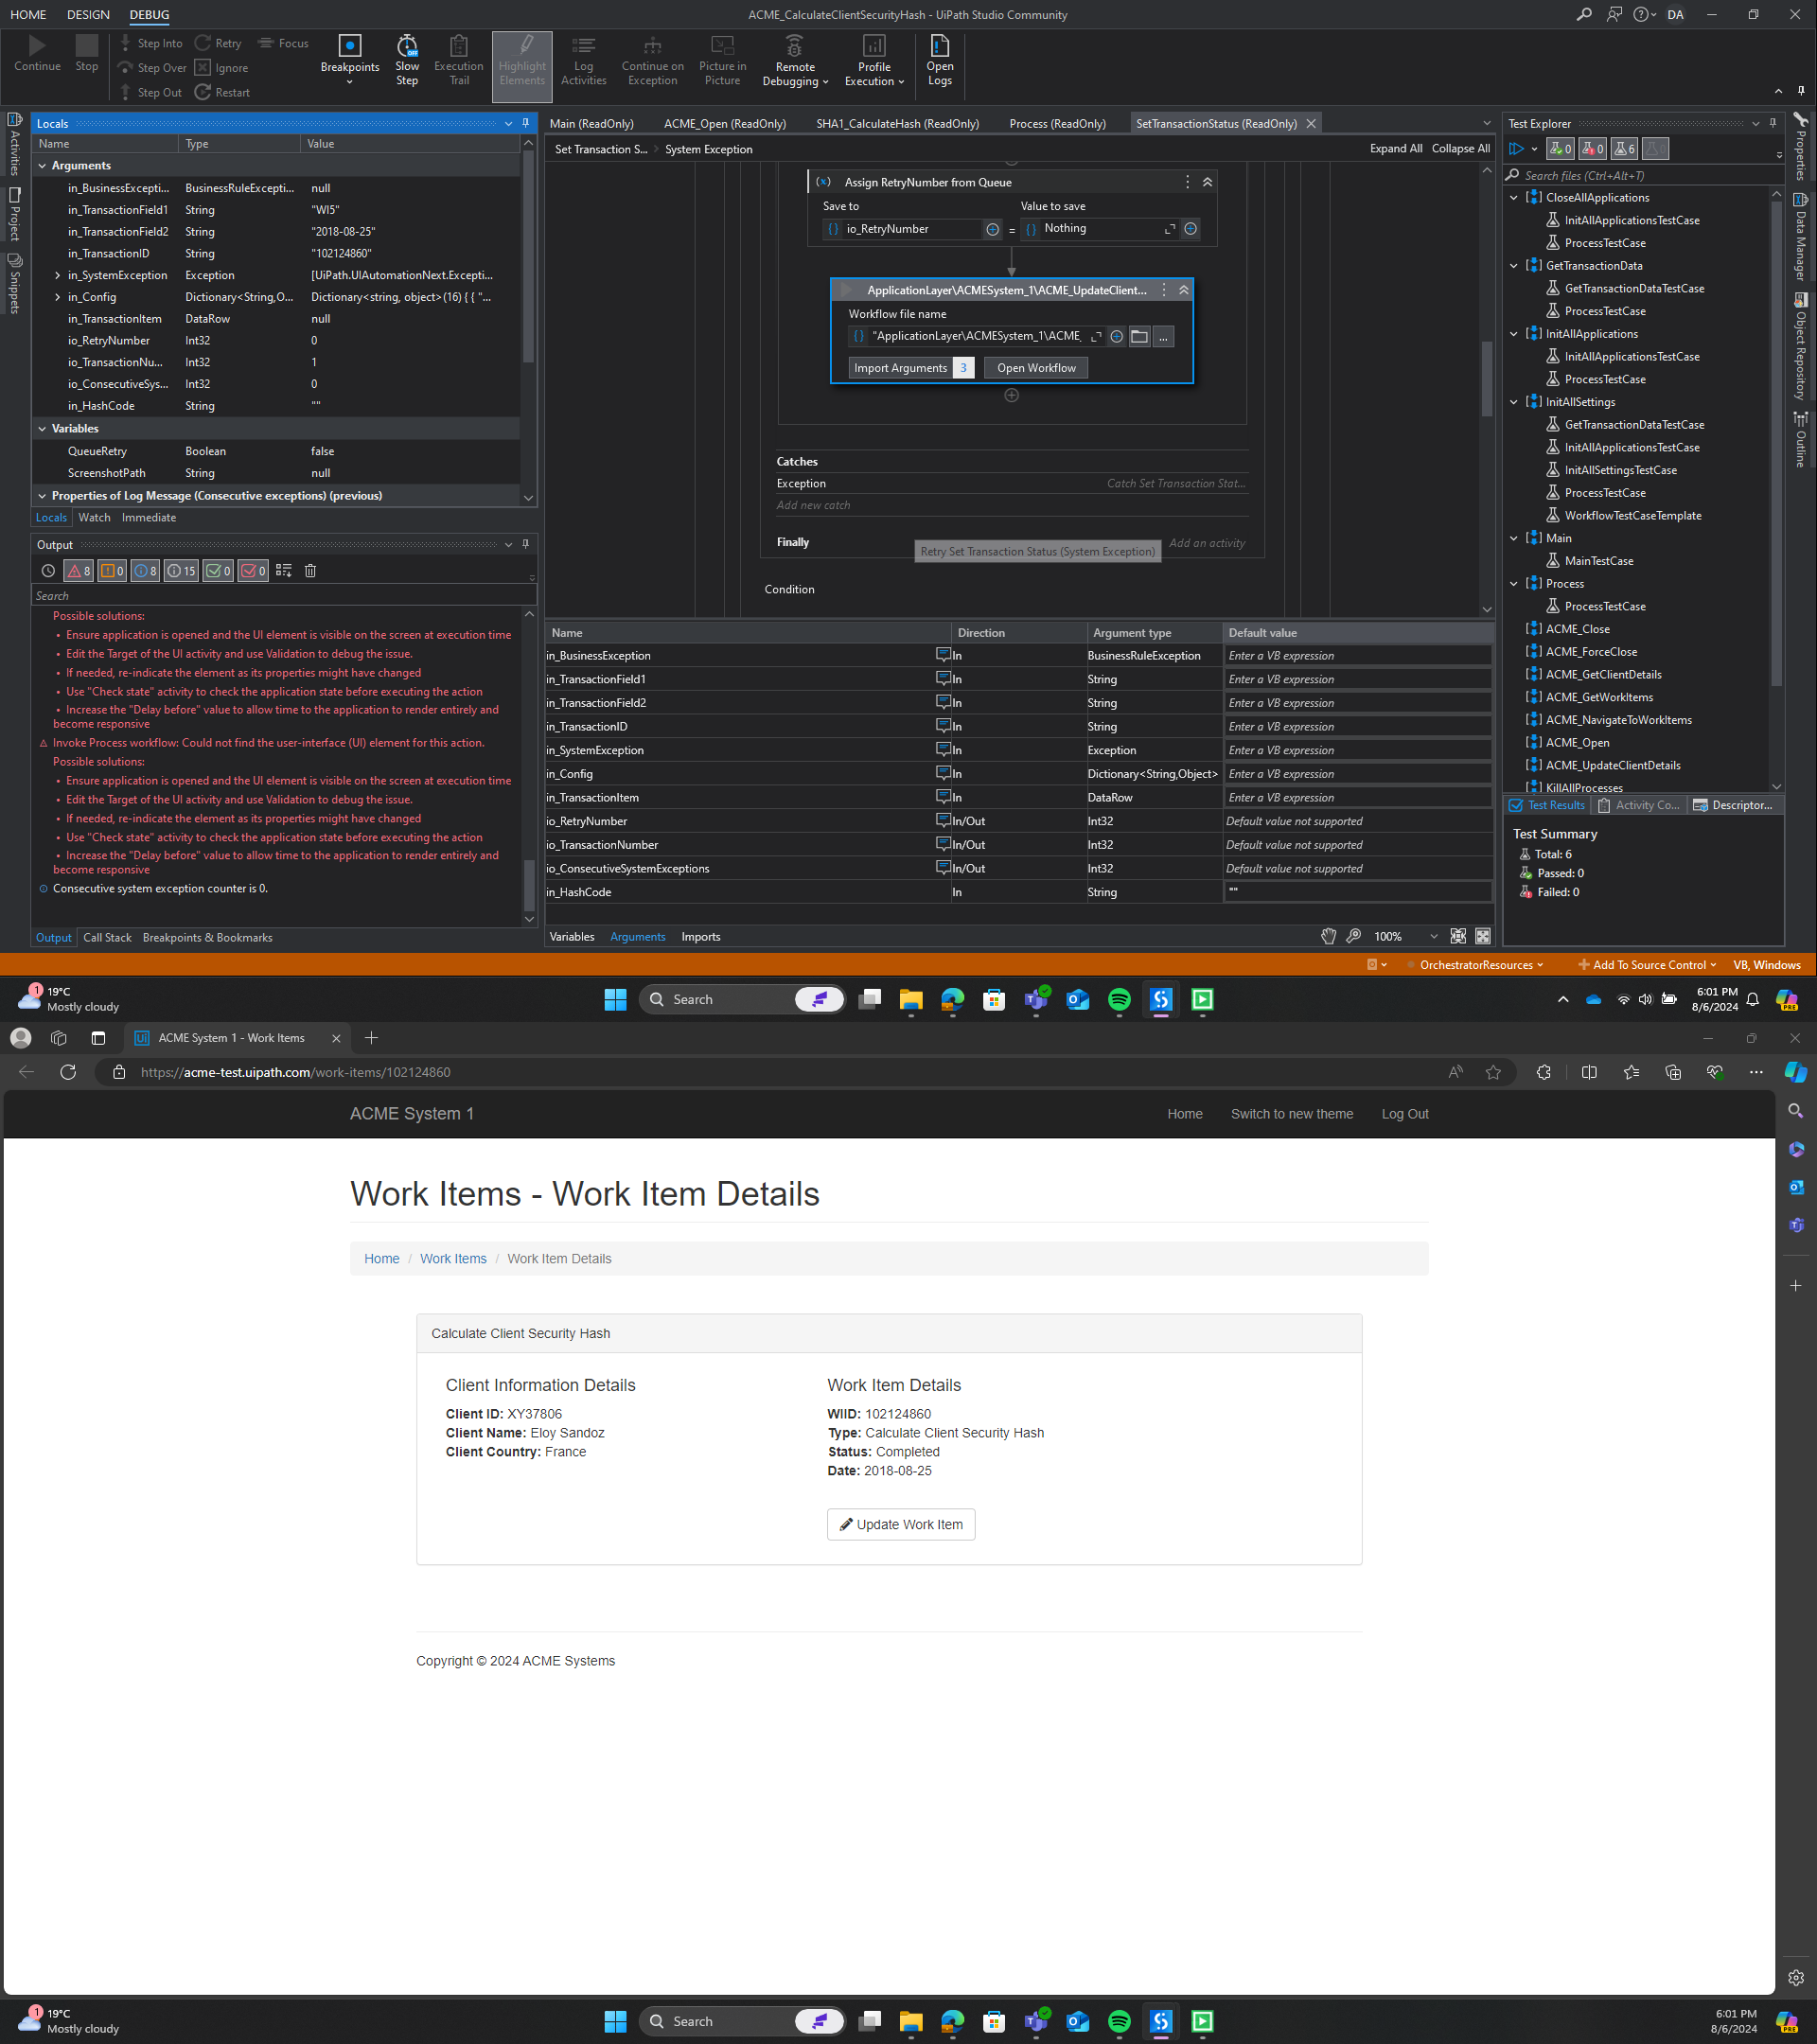 HOME DESIGN DEBUG
ACME_CalculateClientSecurityHash - UiPath Studio Community
DA
Continue Stop
Step Into Retry Focus
Step Over Ignore
Step Out Restart
Breakpoints
Slow Step
Execution Trail
Highlight Elements
Log Activities
Continue on Exception
Picture in Picture
Remote Debugging
Profile Execution
Open Logs
Activities
Project
Snippets
Locals
Name Type Value
Arguments
in_BusinessExcepti... BusinessRuleExcepti... null
in_TransactionField1 String "WI5"
in_TransactionField2 String "2018-08-25"
in_TransactionID String "102124860"
in_SystemException Exception [UiPath.UIAutomationNext.Excepti...
in_Config Dictionary<String,O... Dictionary<string, object>(16) { { "...
in_TransactionItem DataRow null
io_RetryNumber Int32 0
io_TransactionNu... Int32 1
io_ConsecutiveSys... Int32 0
in_HashCode String ""
Variables
QueueRetry Boolean false
ScreenshotPath String null
Properties of Log Message (Consecutive exceptions) (previous)
Locals Watch Immediate
Output
8 0 8 15 0 0
Search
Possible solutions:
• Ensure application is opened and the UI element is visible on the screen at execution time
• Edit the Target of the UI activity and use Validation to debug the issue.
• If needed, re-indicate the element as its properties might have changed
• Use "Check state" activity to check the application state before executing the action
• Increase the "Delay before" value to allow time to the application to render entirely and
become responsive
Invoke Process workflow: Could not find the user-interface (UI) element for this action.
Possible solutions:
• Ensure application is opened and the UI element is visible on the screen at execution time
• Edit the Target of the UI activity and use Validation to debug the issue.
• If needed, re-indicate the element as its properties might have changed
• Use "Check state" activity to check the application state before executing the action
• Increase the "Delay before" value to allow time to the application to render entirely and
become responsive
Consecutive system exception counter is 0.
Output Call Stack Breakpoints & Bookmarks
Main (ReadOnly) ACME_Open (ReadOnly) SHA1_CalculateHash (ReadOnly) Process (ReadOnly) SetTransactionStatus (ReadOnly)
Set Transaction S... > System Exception Expand All Collapse All
Assign RetryNumber from Queue
Save to Value to save
io_RetryNumber = Nothing
ApplicationLayer\ACMESystem_1\ACME_UpdateClient...
Workflow file name
"ApplicationLayer\ACMESystem_1\ACME_
Import Arguments 3 Open Workflow
Catches
Exception Catch Set Transaction Stat...
Add new catch
Finally Add an activity
Retry Set Transaction Status (System Exception)
Condition
Name Direction Argument type Default value
in_BusinessException In BusinessRuleException Enter a VB expression
in_TransactionField1 In String Enter a VB expression
in_TransactionField2 In String Enter a VB expression
in_TransactionID In String Enter a VB expression
in_SystemException In Exception Enter a VB expression
in_Config In Dictionary<String,Object> Enter a VB expression
in_TransactionItem In DataRow Enter a VB expression
io_RetryNumber In/Out Int32 Default value not supported
io_TransactionNumber In/Out Int32 Default value not supported
io_ConsecutiveSystemExceptions In/Out Int32 Default value not supported
in_HashCode In String ""
Variables Arguments Imports 100%
Test Explorer
0 0 6
Search files (Ctrl+Alt+T)
CloseAllApplications
InitAllApplicationsTestCase
ProcessTestCase
GetTransactionData
GetTransactionDataTestCase
ProcessTestCase
InitAllApplications
InitAllApplicationsTestCase
ProcessTestCase
InitAllSettings
GetTransactionDataTestCase
InitAllApplicationsTestCase
InitAllSettingsTestCase
ProcessTestCase
WorkflowTestCaseTemplate
Main
MainTestCase
Process
ProcessTestCase
ACME_Close
ACME_ForceClose
ACME_GetClientDetails
ACME_GetWorkItems
ACME_NavigateToWorkItems
ACME_Open
ACME_UpdateClientDetails
KillAllProcesses
Test Results Activity Co... Descriptor...
Test Summary
Total: 6
Passed: 0
Failed: 0
Properties
Data Manager
Object Repository
Outline
OrchestratorResources Add To Source Control VB, Windows
1 19°C
Mostly cloudy
Search
6:01 PM
8/6/2024
PRE
ACME System 1 - Work Items
https://acme-test.uipath.com/work-items/102124860
ACME System 1 Home Switch to new theme Log Out
Work Items - Work Item Details
Home / Work Items / Work Item Details
Calculate Client Security Hash
Client Information Details
Client ID: XY37806
Client Name: Eloy Sandoz
Client Country: France
Work Item Details
WIID: 102124860
Type: Calculate Client Security Hash
Status: Completed
Date: 2018-08-25
Update Work Item
Copyright © 2024 ACME Systems
1 19°C
Mostly cloudy
Search
6:01 PM
8/6/2024
PRE